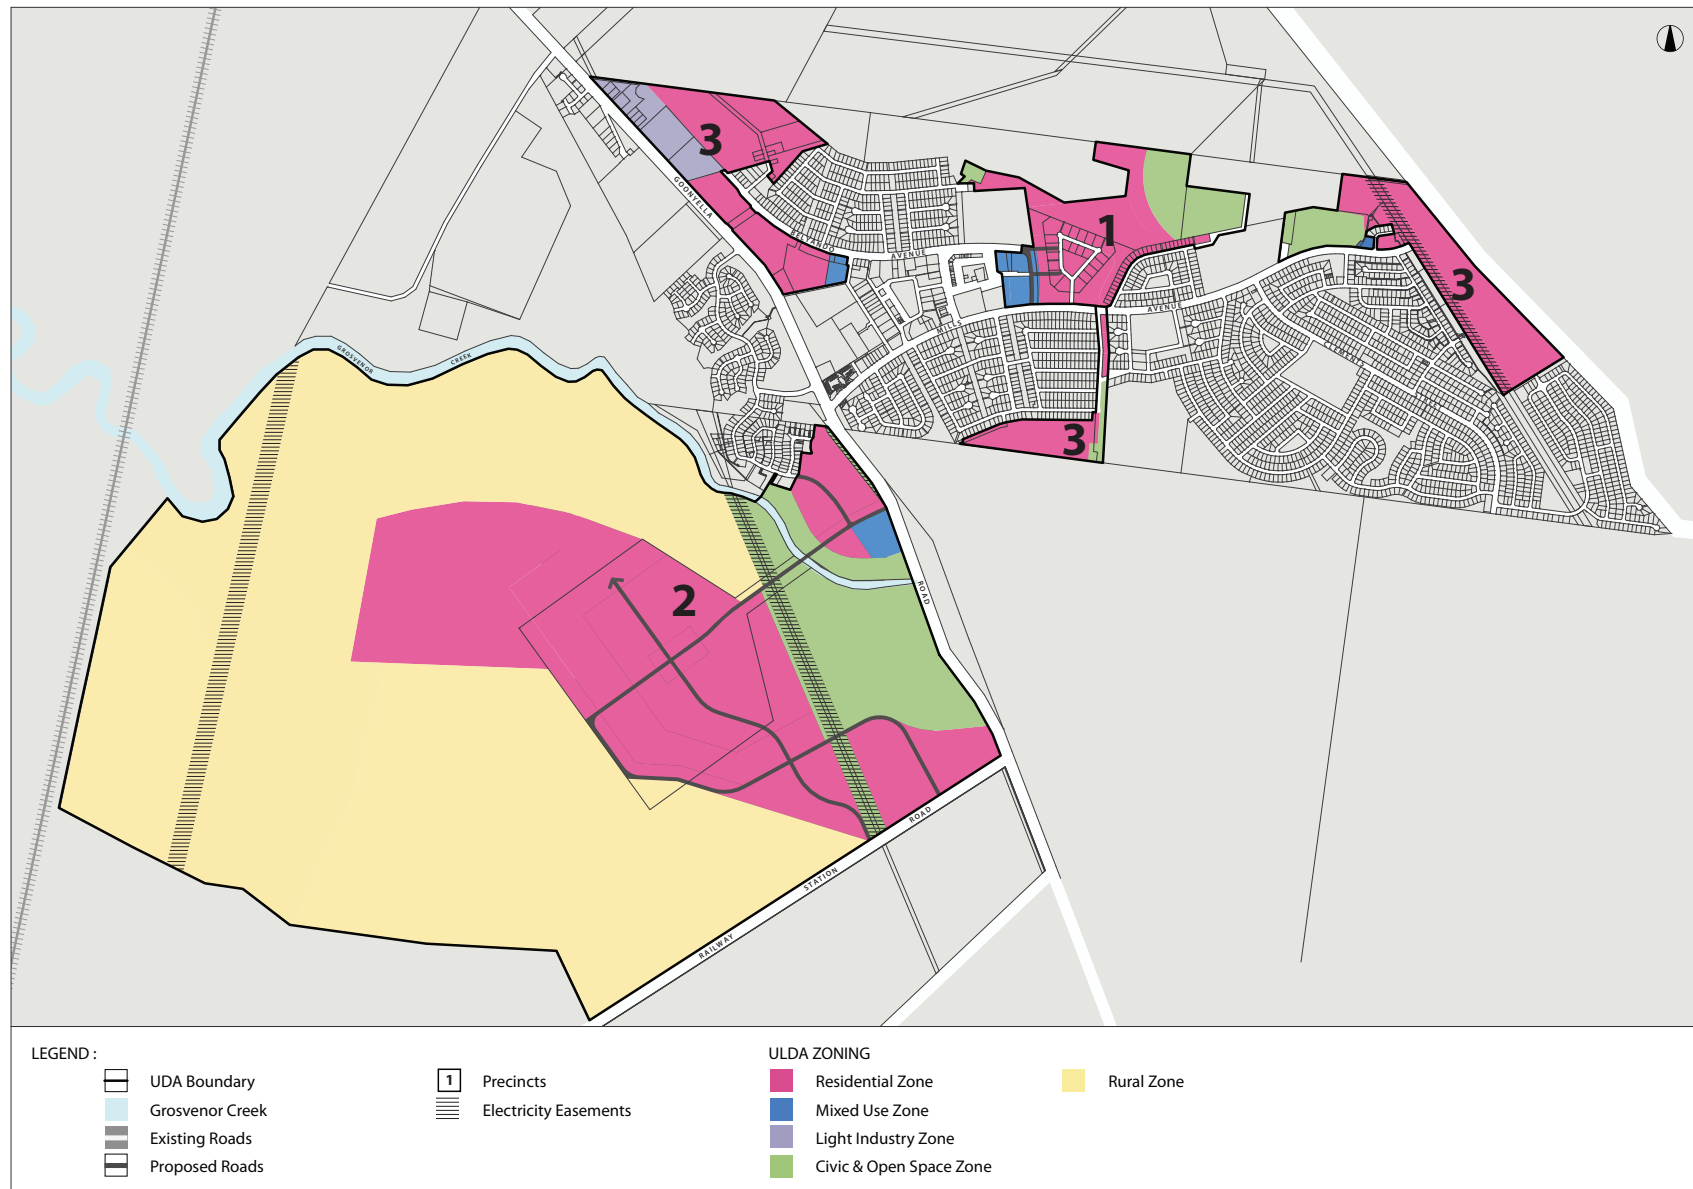 3
GOONYELLA
BELYANDO
AVENUE
1
3
MILLS
AVENUE
GROSVENOR
CREEK
3
ROAD
2
ROAD
STATION
RAILWAY
LEGEND :
UDA Boundary
Grosvenor Creek
Existing Roads
Proposed Roads
1 Precincts
Electricity Easements
ULDA ZONING
Residential Zone
Mixed Use Zone
Light Industry Zone
Civic & Open Space Zone
Rural Zone